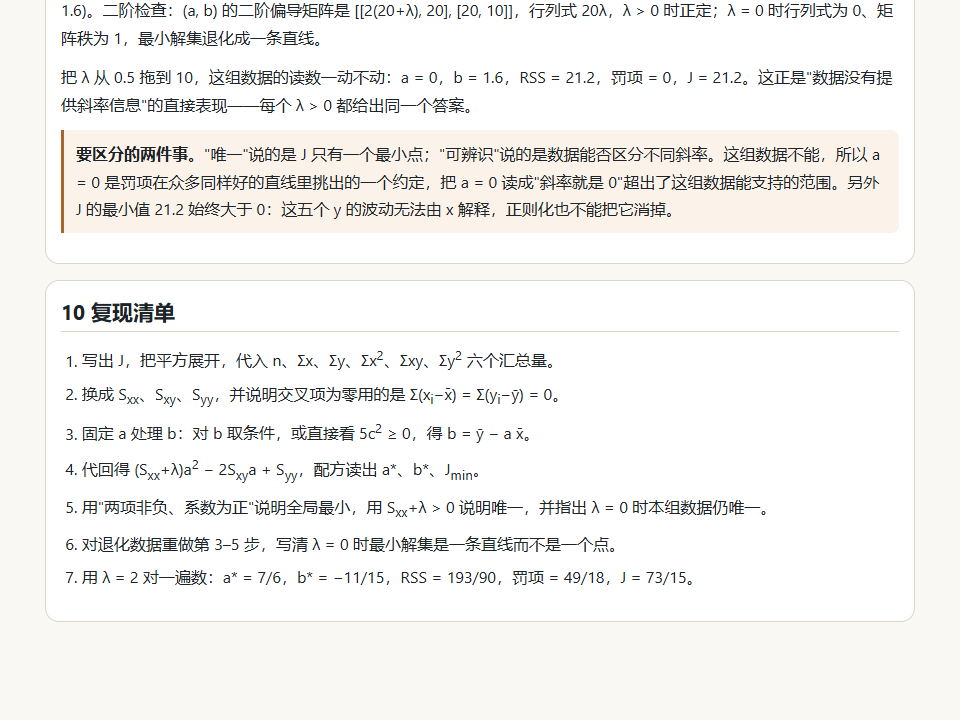 1.6)。二阶检查：(a, b) 的二阶偏导矩阵是 [[2(20+λ), 20], [20, 10]]，行列式 20λ，λ > 0 时正定；λ = 0 时行列式为 0、矩
阵秩为 1，最小解集退化成一条直线。
把 λ 从 0.5 拖到 10，这组数据的读数一动不动：a = 0，b = 1.6，RSS = 21.2，罚项 = 0，J = 21.2。这正是"数据没有提
供斜率信息"的直接表现——每个 λ > 0 都给出同一个答案。
要区分的两件事。"唯一"说的是 J 只有一个最小点；"可辨识"说的是数据能否区分不同斜率。这组数据不能，所以 a
= 0 是罚项在众多同样好的直线里挑出的一个约定，把 a = 0 读成"斜率就是 0"超出了这组数据能支持的范围。另外
J 的最小值 21.2 始终大于 0：这五个 y 的波动无法由 x 解释，正则化也不能把它消掉。
10 复现清单
1. 写出 J，把平方展开，代入 n、Σx、Σy、Σx²、Σxy、Σy² 六个汇总量。
2. 换成 Sxx、Sxy、Syy，并说明交叉项为零用的是 Σ(xi−x̄) = Σ(yi−ȳ) = 0。
3. 固定 a 处理 b：对 b 取条件，或直接看 5c² ≥ 0，得 b = ȳ − a x̄。
4. 代回得 (Sxx+λ)a² − 2Sxya + Syy，配方读出 a*、b*、Jmin。
5. 用"两项非负、系数为正"说明全局最小，用 Sxx+λ > 0 说明唯一，并指出 λ = 0 时本组数据仍唯一。
6. 对退化数据重做第 3–5 步，写清 λ = 0 时最小解集是一条直线而不是一个点。
7. 用 λ = 2 对一遍数：a* = 7/6，b* = −11/15，RSS = 193/90，罚项 = 49/18，J = 73/15。